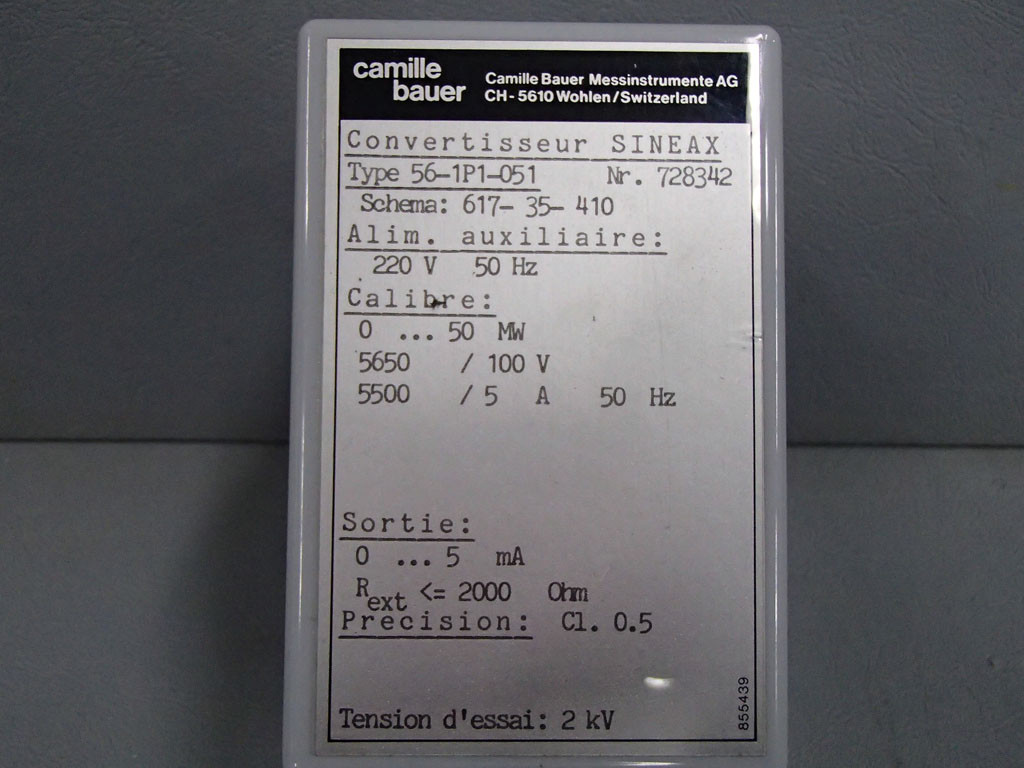 camille
bauer
Camille Bauer Messinstrumente AG
CH-5610 Wohlen/Switzerland
Convertisseur SINEAX
Type 56-1P1-051 Nr. 728342
Schema: 617- 35- 410
Alim. auxiliaire:
220 V 50 Hz
Calibre:
0 ... 50 MW
5650 / 100 V
5500 / 5 A 50 Hz
Sortie:
0 ... 5 mA
Rext <= 2000 Ohm
Precision: Cl. 0.5
Tension d'essai: 2 kV
855439